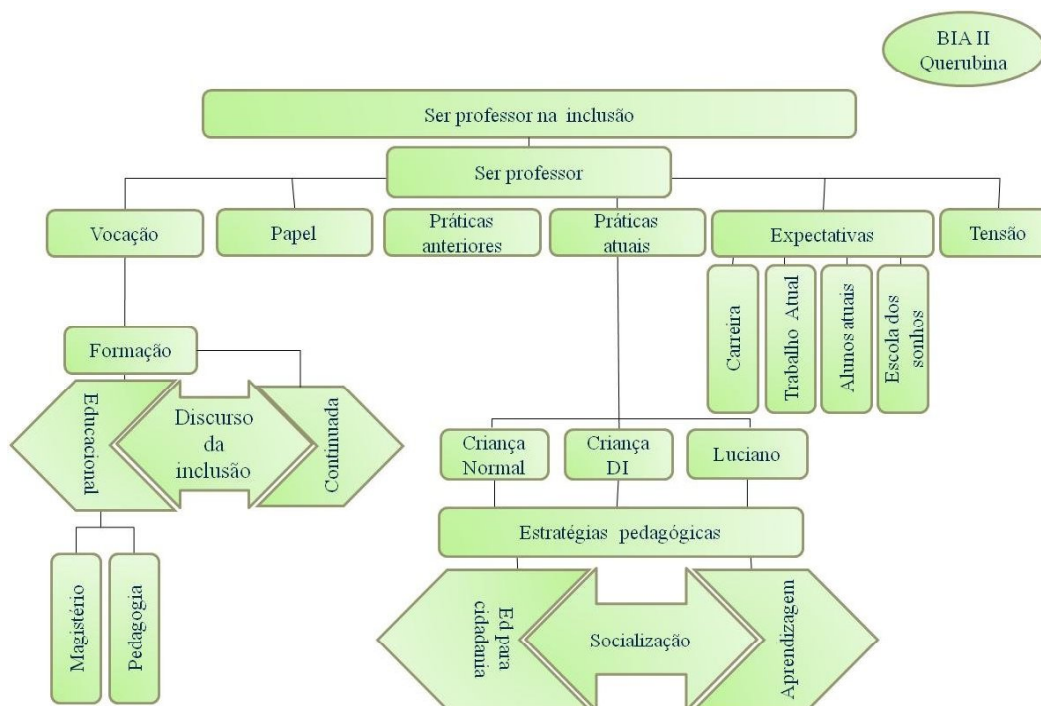 BIA II
Querubina
Ser professor na inclusão
Ser professor
Vocação
Papel
Práticas
anteriores
Práticas
atuais
Expectativas
Tensão
Carreira
Trabalho Atual
Alunos atuais
Escola dos
sonhos
Formação
Educacional
Discurso
da
inclusão
Continuada
Magistério
Pedagogia
Criança
Normal
Criança
DI
Luciano
Estratégias pedagógicas
Ed para
cidadania
Socialização
Aprendizagem